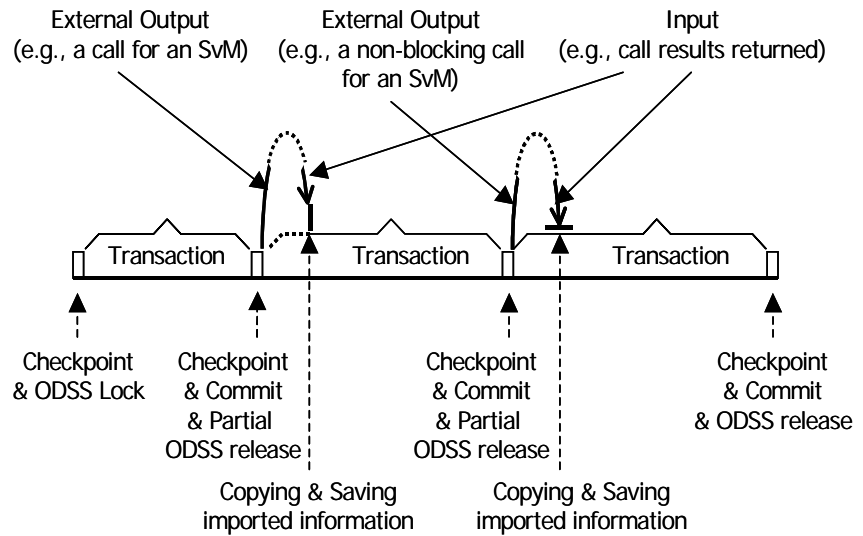 External Output
(e.g., a call for an SvM)
External Output
(e.g., a non-blocking call
for an SvM)
Input
(e.g., call results returned)
Transaction
Transaction
Transaction
Checkpoint
& ODSS Lock
Checkpoint
& Commit
& Partial
ODSS release
Checkpoint
& Commit
& Partial
ODSS release
Checkpoint
& Commit
& ODSS release
Copying & Saving
imported information
Copying & Saving
imported information